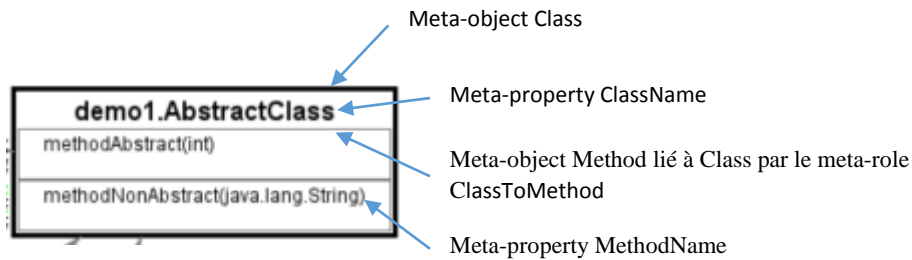 Meta-object Class
demo1.AbstractClass
Meta-property ClassName
methodAbstract(int)
Meta-object Method lié à Class par le meta-role
ClassToMethod
methodNonAbstract(java.lang.String)
Meta-property MethodName